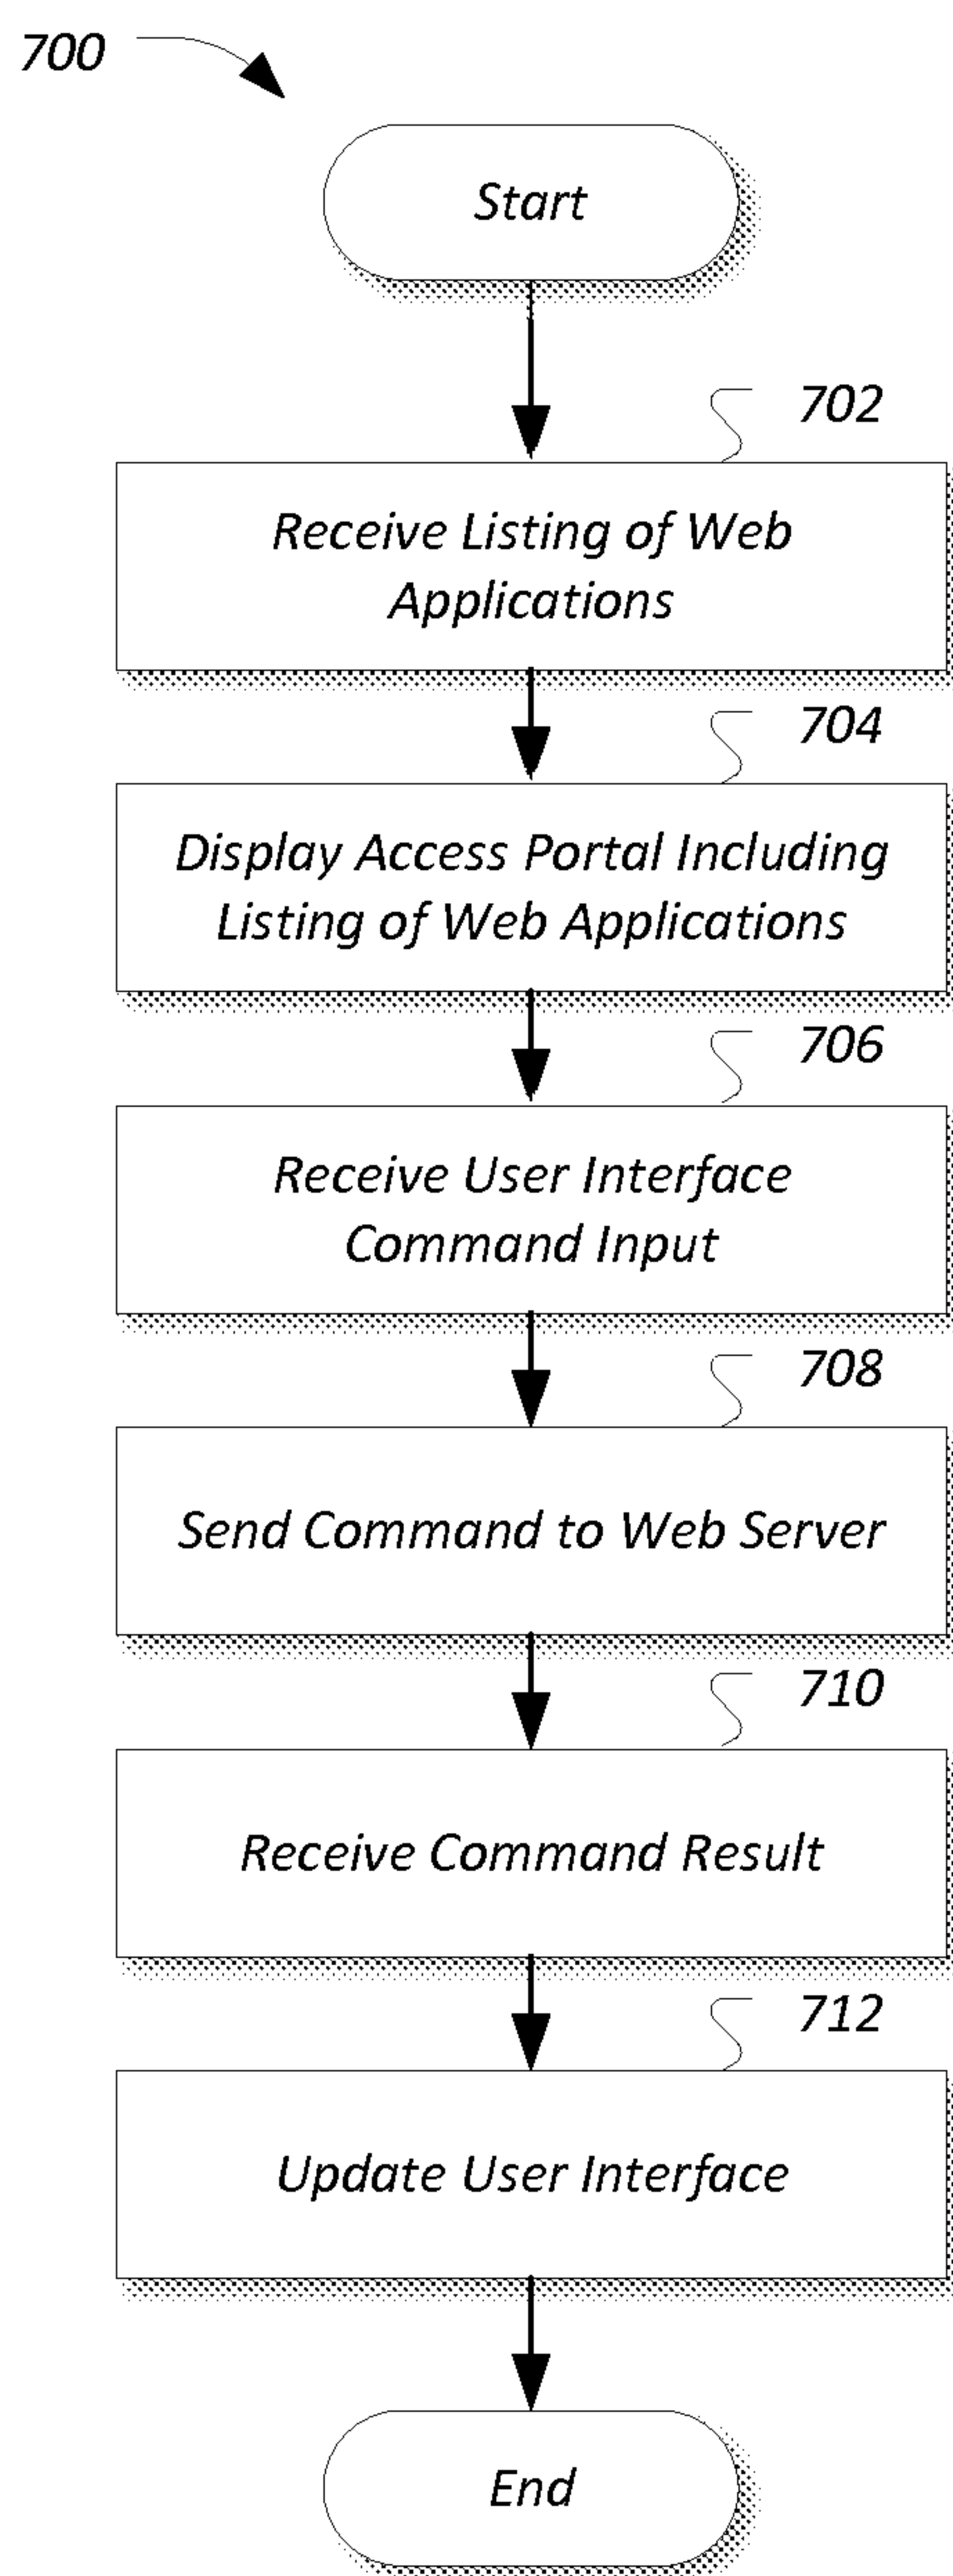 700
Start
702
Receive Listing of Web
Applications
704
Display Access Portal Including
Listing of Web Applications
706
Receive User Interface
Command Input
708
Send Command to Web Server
710
Receive Command Result
712
Update User Interface
End